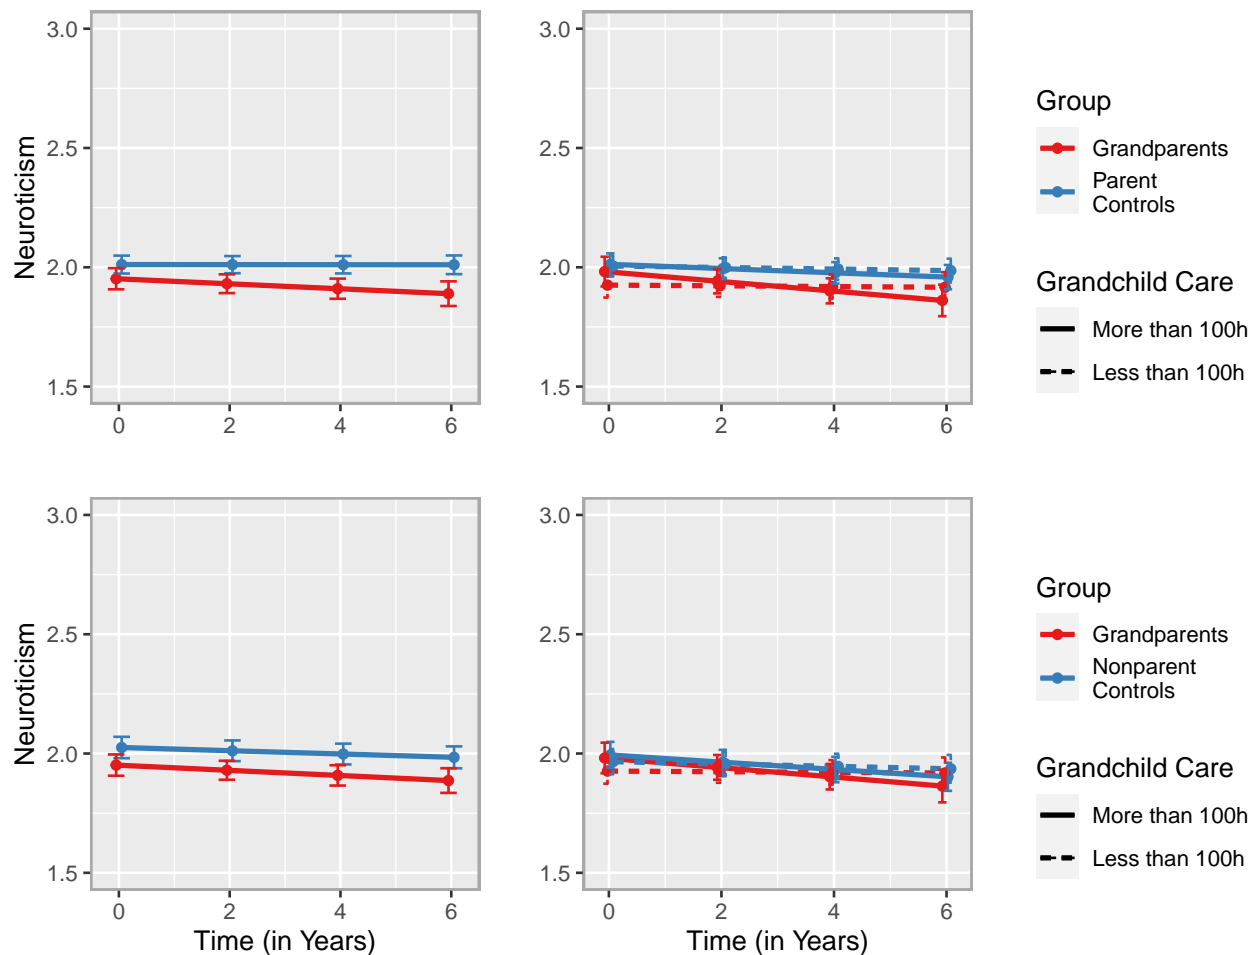 3.0
2.5
2.0
1.5
Neuroticism
0 2 4 6
3.0
2.5
2.0
1.5
0 2 4 6
Group
Grandparents
Parent
Controls
Grandchild Care
More than 100h
Less than 100h
3.0
2.5
2.0
1.5
Neuroticism
0 2 4 6
Time (in Years)
3.0
2.5
2.0
1.5
0 2 4 6
Time (in Years)
Group
Grandparents
Nonparent
Controls
Grandchild Care
More than 100h
Less than 100h